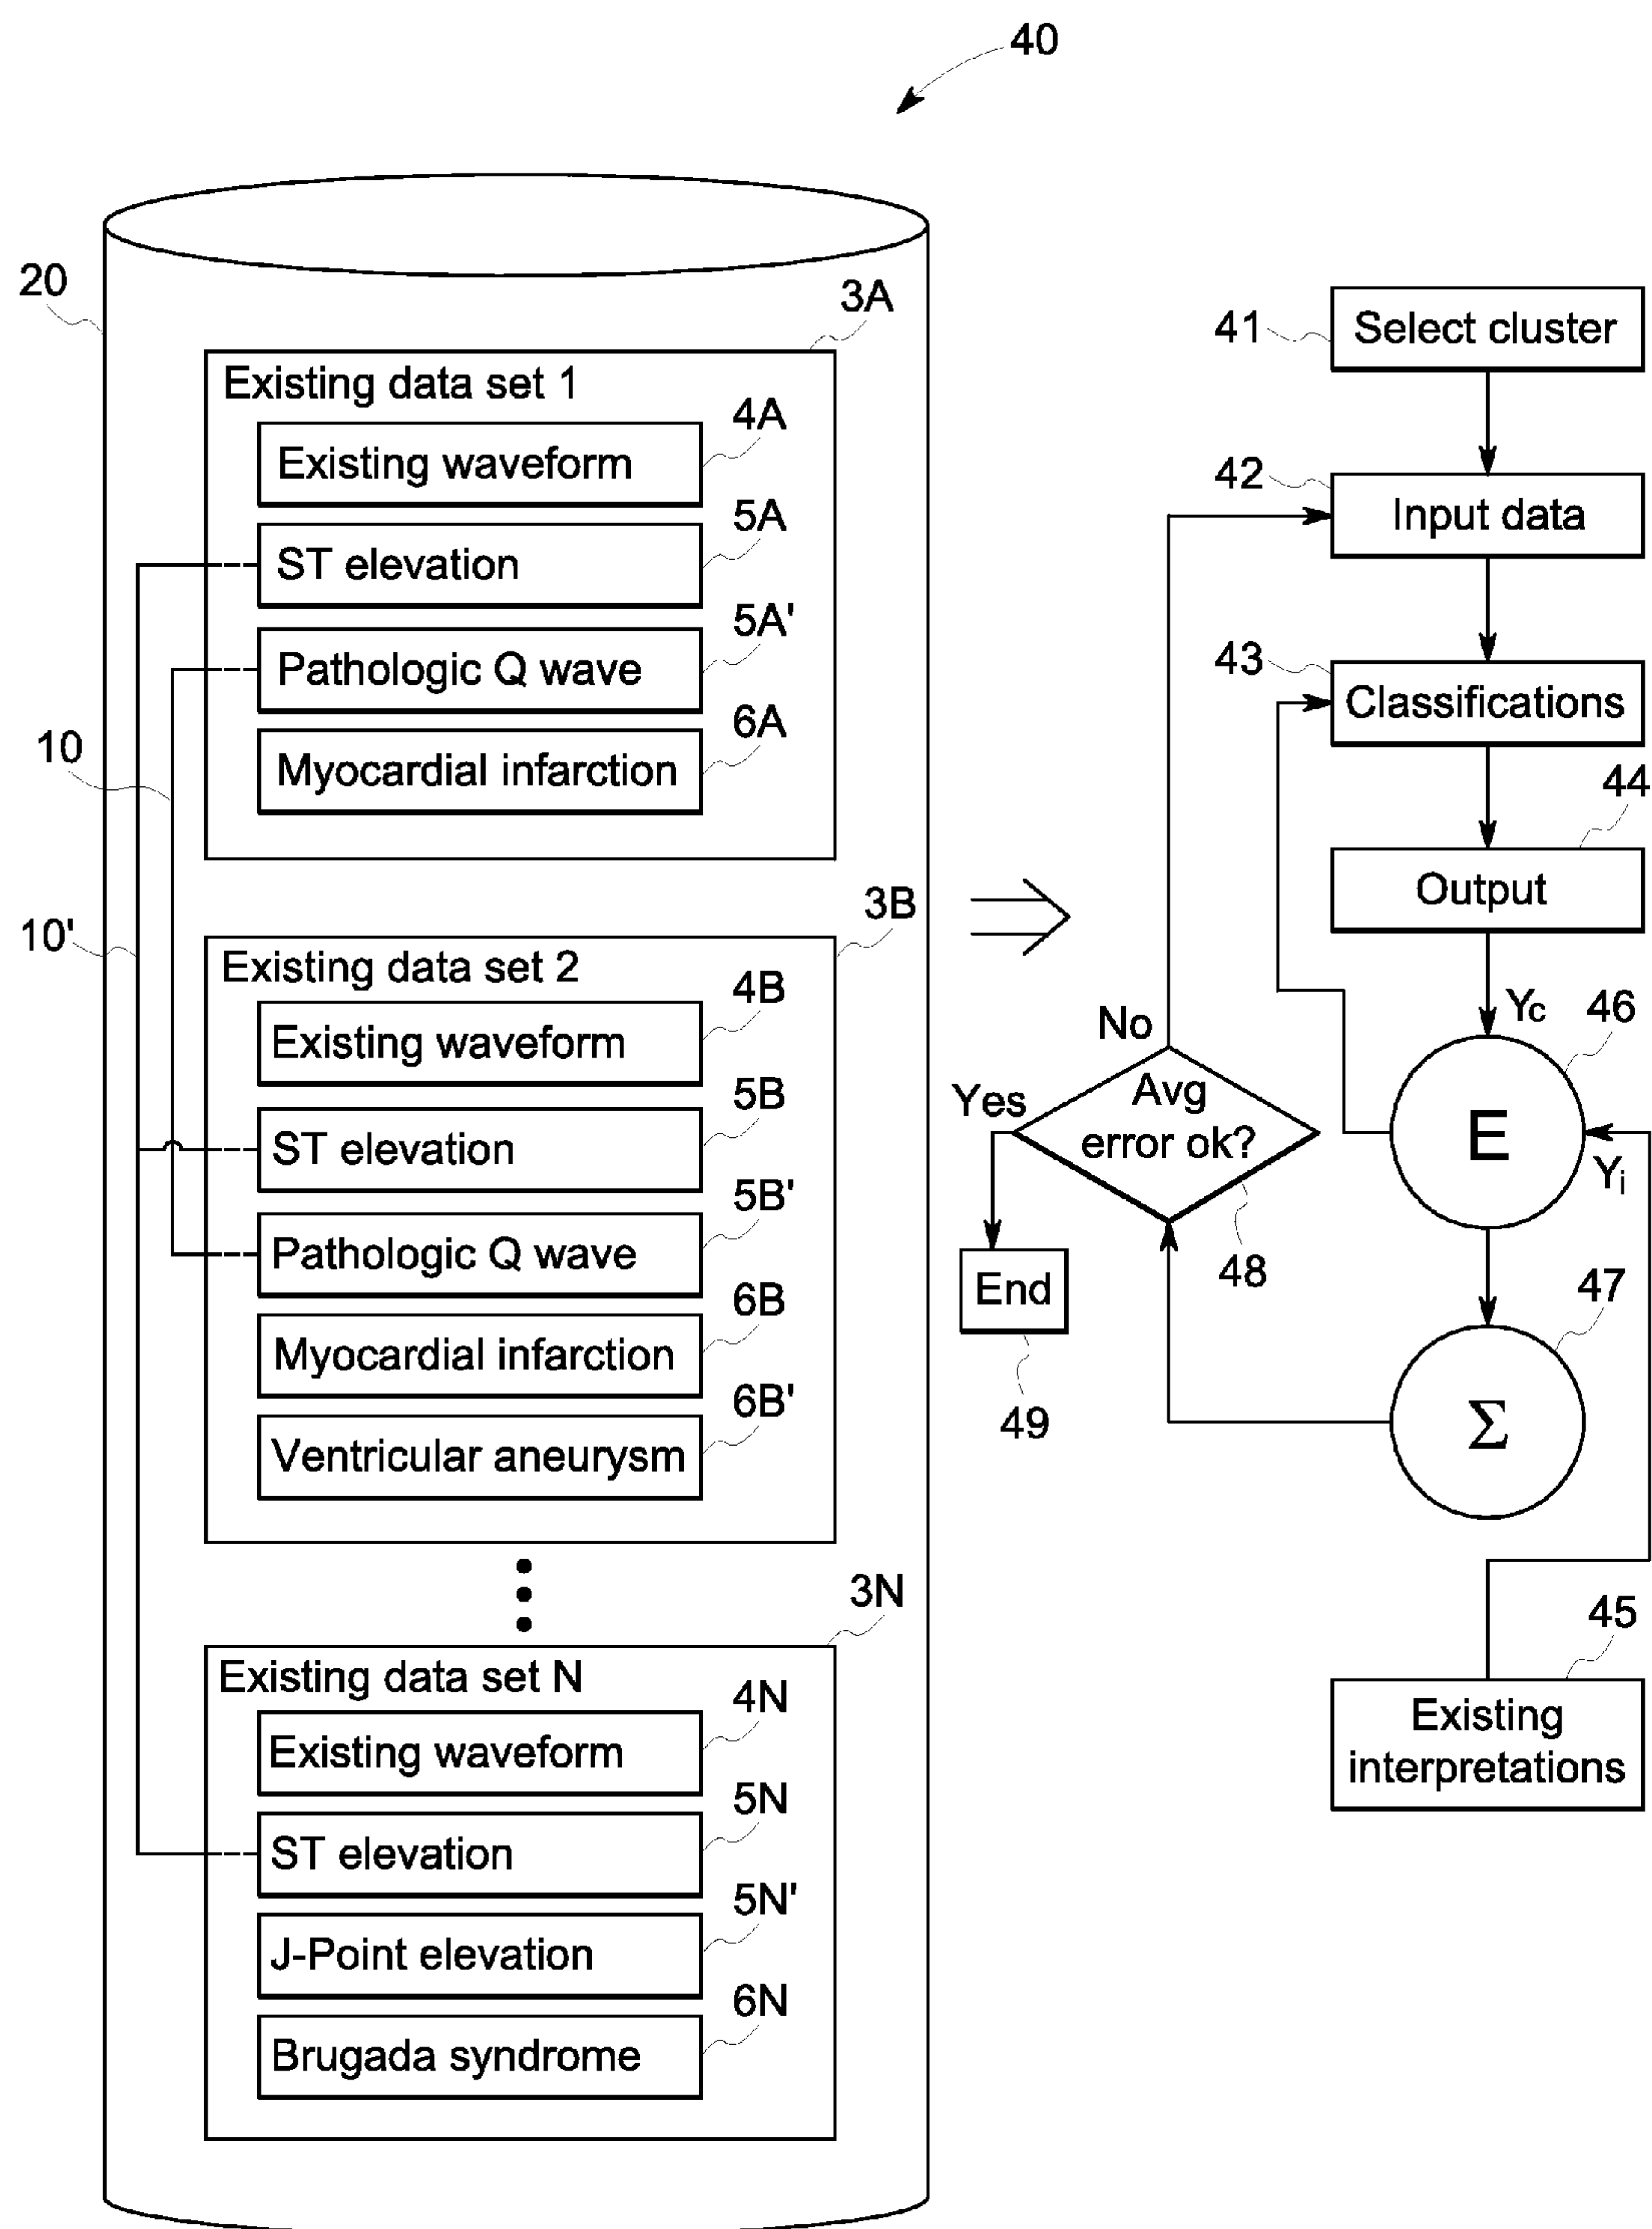 40
20
3A
Existing data set 1
4A
Existing waveform
5A
ST elevation
5A'
Pathologic Q wave
6A
Myocardial infarction
10
10'
3B
Existing data set 2
4B
Existing waveform
5B
ST elevation
5B'
Pathologic Q wave
6B
Myocardial infarction
6B'
Ventricular aneurysm
3N
Existing data set N
4N
Existing waveform
5N
ST elevation
5N'
J-Point elevation
6N
Brugada syndrome
41
Select cluster
42
Input data
43
Classifications
44
Output
Yc
46
E
Yi
No
Yes
Avg
error ok?
48
End
49
47
Σ
45
Existing
interpretations